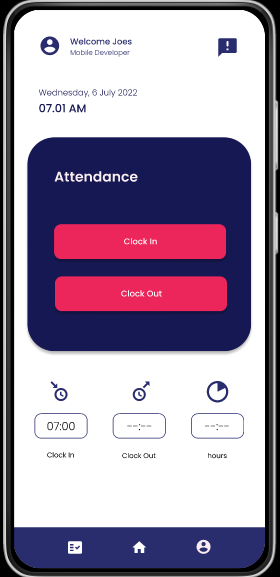 Welcome Joes
Mobile Developer
Wednesday, 6 July 2022
07.01 AM
Attendance
Clock In
Clock Out
07:00
--:--
--:--
Clock In
Clock Out
hours